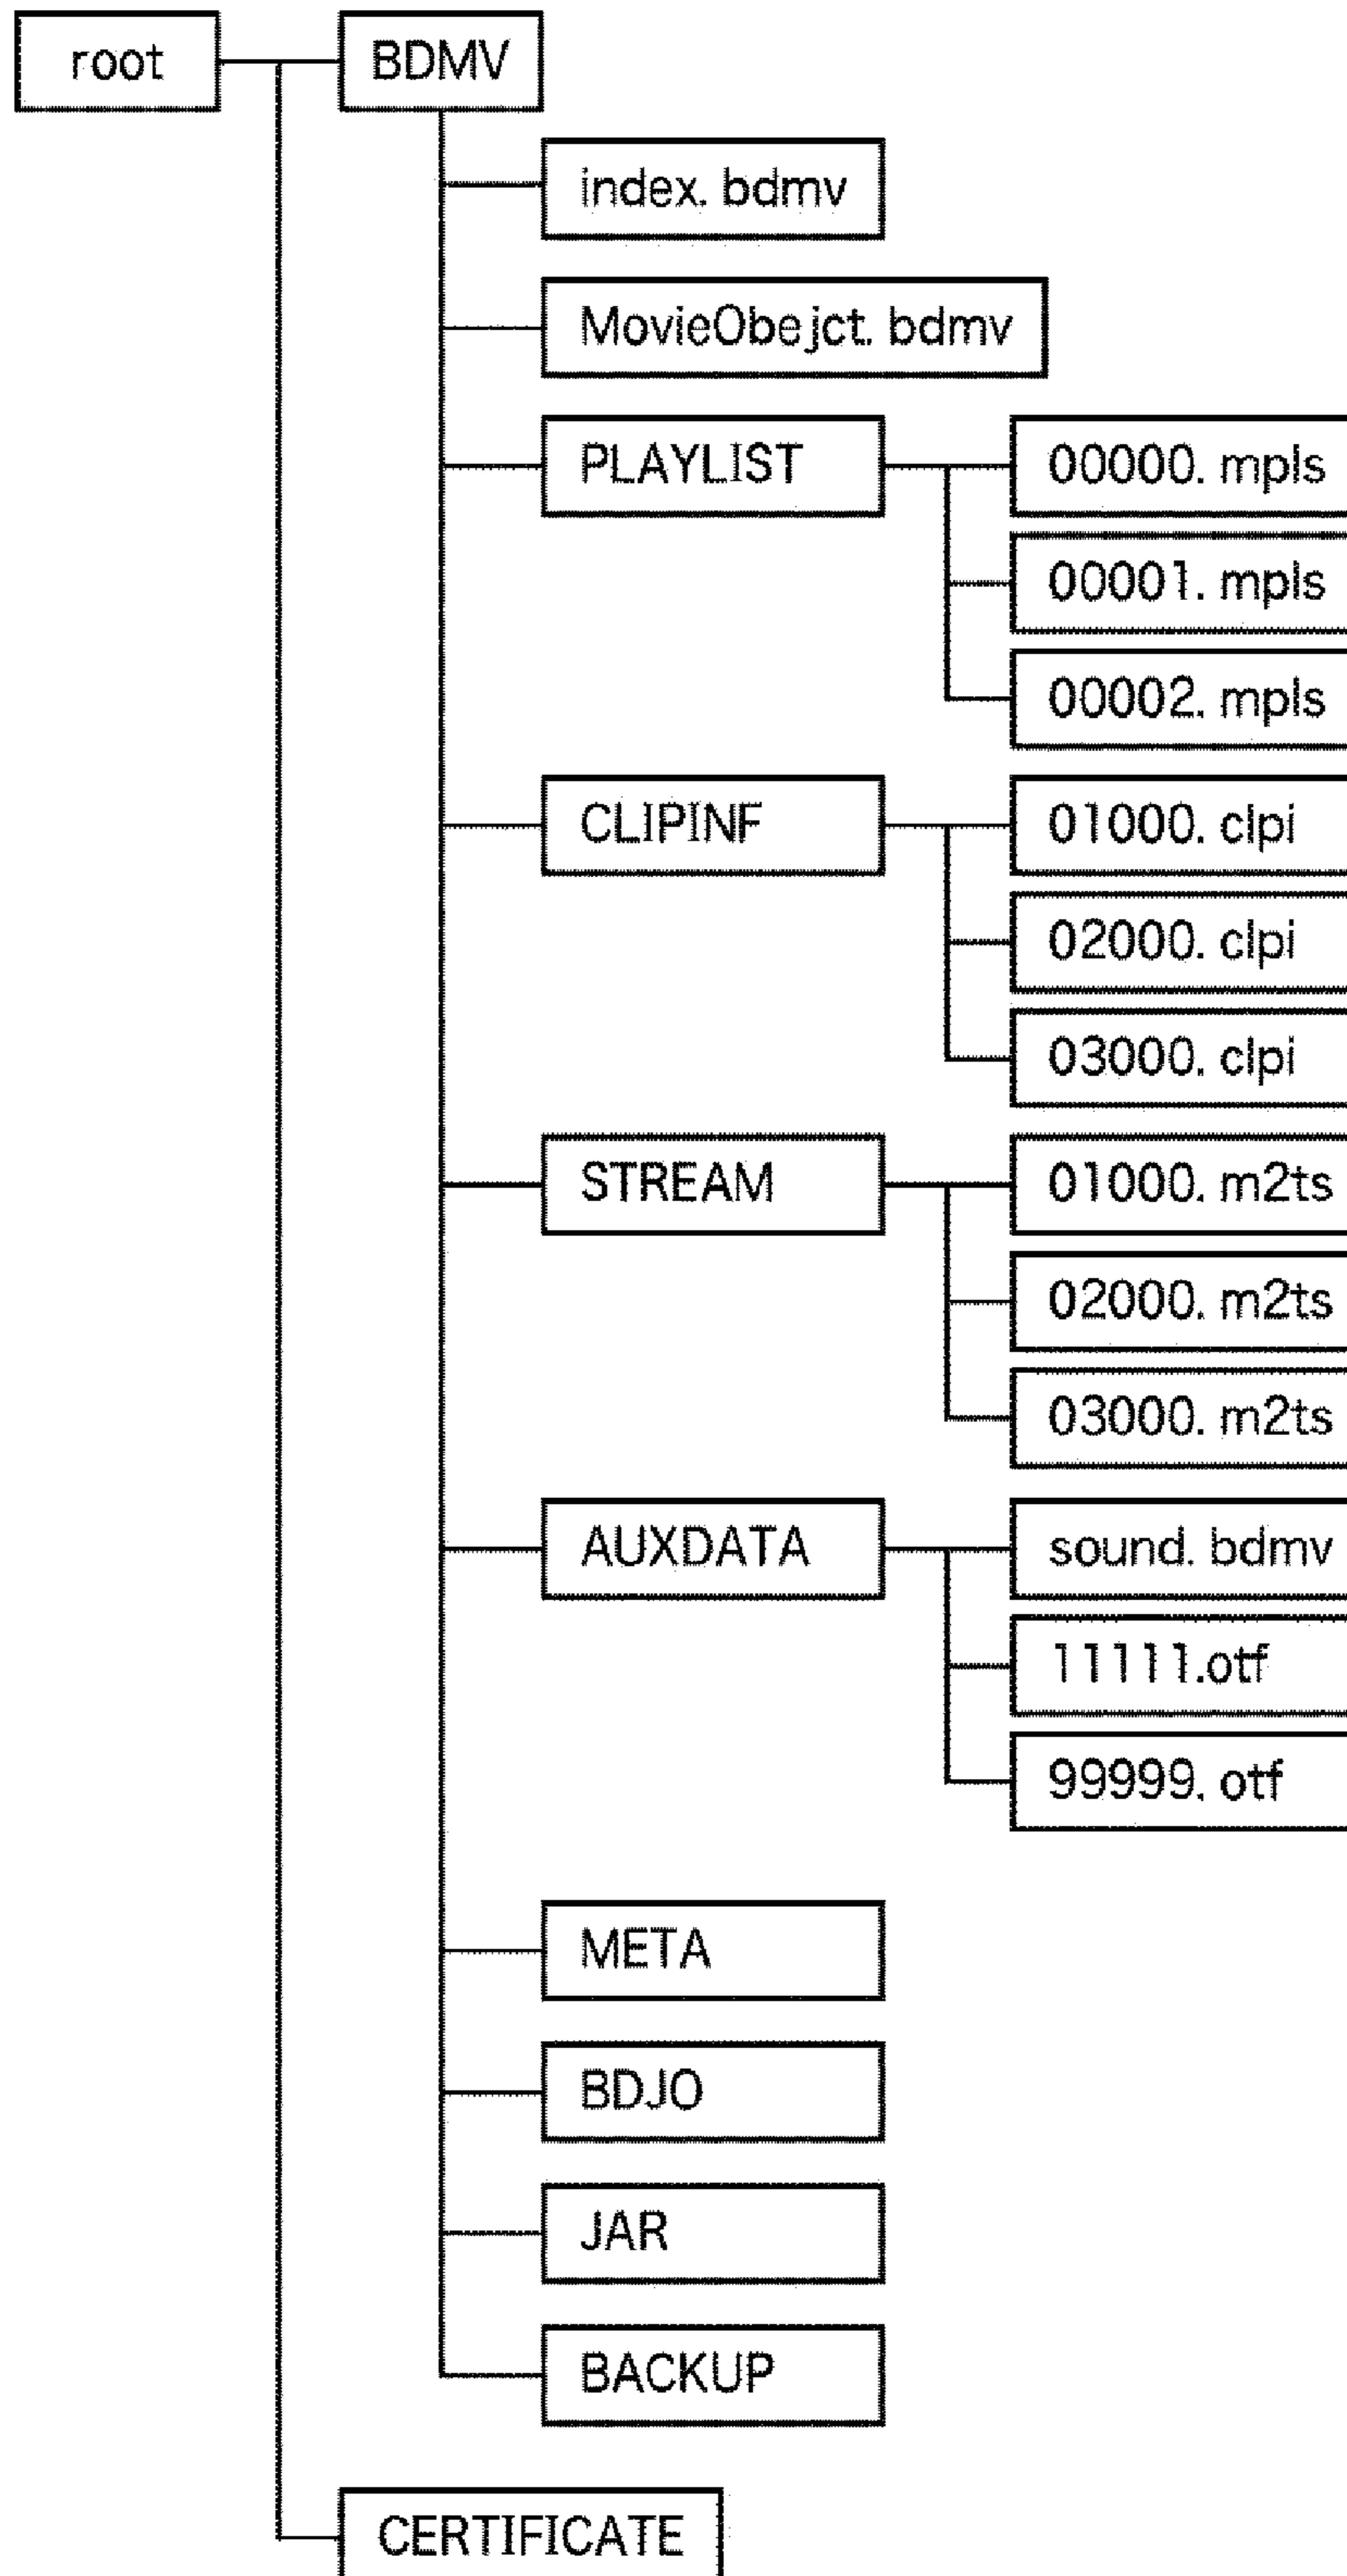 root
BDMV
index. bdmv
MovieObejct. bdmv
PLAYLIST
00000. mpls
00001. mpls
00002. mpls
CLIPINF
01000. clpi
02000. clpi
03000. clpi
STREAM
01000. m2ts
02000. m2ts
03000. m2ts
AUXDATA
sound. bdmv
11111.otf
99999. otf
META
BDJO
JAR
BACKUP
CERTIFICATE